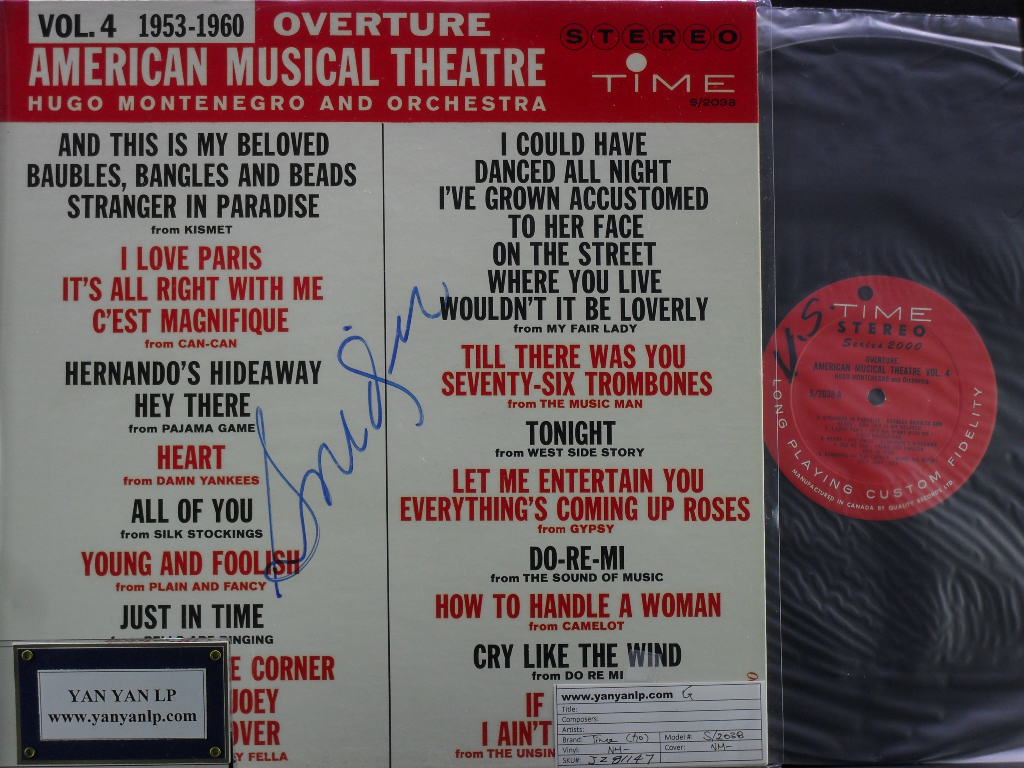 VOL. 4 1953-1960 OVERTURE
AMERICAN MUSICAL THEATRE
HUGO MONTENEGRO AND ORCHESTRA
STEREO
TIME
S/2038
AND THIS IS MY BELOVED
BAUBLES, BANGLES AND BEADS
STRANGER IN PARADISE
from KISMET
I LOVE PARIS
IT'S ALL RIGHT WITH ME
C'EST MAGNIFIQUE
from CAN-CAN
HERNANDO'S HIDEAWAY
HEY THERE
from PAJAMA GAME
HEART
from DAMN YANKEES
ALL OF YOU
from SILK STOCKINGS
YOUNG AND FOOLISH
from PLAIN AND FANCY
JUST IN TIME
RINGING
CORNER
JOEY
OVER
FELLA
I COULD HAVE
DANCED ALL NIGHT
I'VE GROWN ACCUSTOMED
TO HER FACE
ON THE STREET
WHERE YOU LIVE
WOULDN'T IT BE LOVERLY
from MY FAIR LADY
TILL THERE WAS YOU
SEVENTY-SIX TROMBONES
from THE MUSIC MAN
TONIGHT
from WEST SIDE STORY
LET ME ENTERTAIN YOU
EVERYTHING'S COMING UP ROSES
from GYPSY
DO-RE-MI
from THE SOUND OF MUSIC
HOW TO HANDLE A WOMAN
from CAMELOT
CRY LIKE THE WIND
from DO RE MI
IF
I AIN'T
from THE UNSIN
YAN YAN LP
www.yanyanlp.com
www.yanyanlp.com G
Title:
Composers:
Artists:
Brand: Time Model#: S/2038
Vinyl: NM- Cover: NM-
SKU#:
V.S
TIME
STEREO
Series 2000
OVERTURE
AMERICAN MUSICAL THEATRE VOL. 4
HUGO MONTENEGRO and Orchestra
S/2038-A
LONG PLAYING CUSTOM FIDELITY
MANUFACTURED IN CANADA BY QUALITY RECORDS LTD.